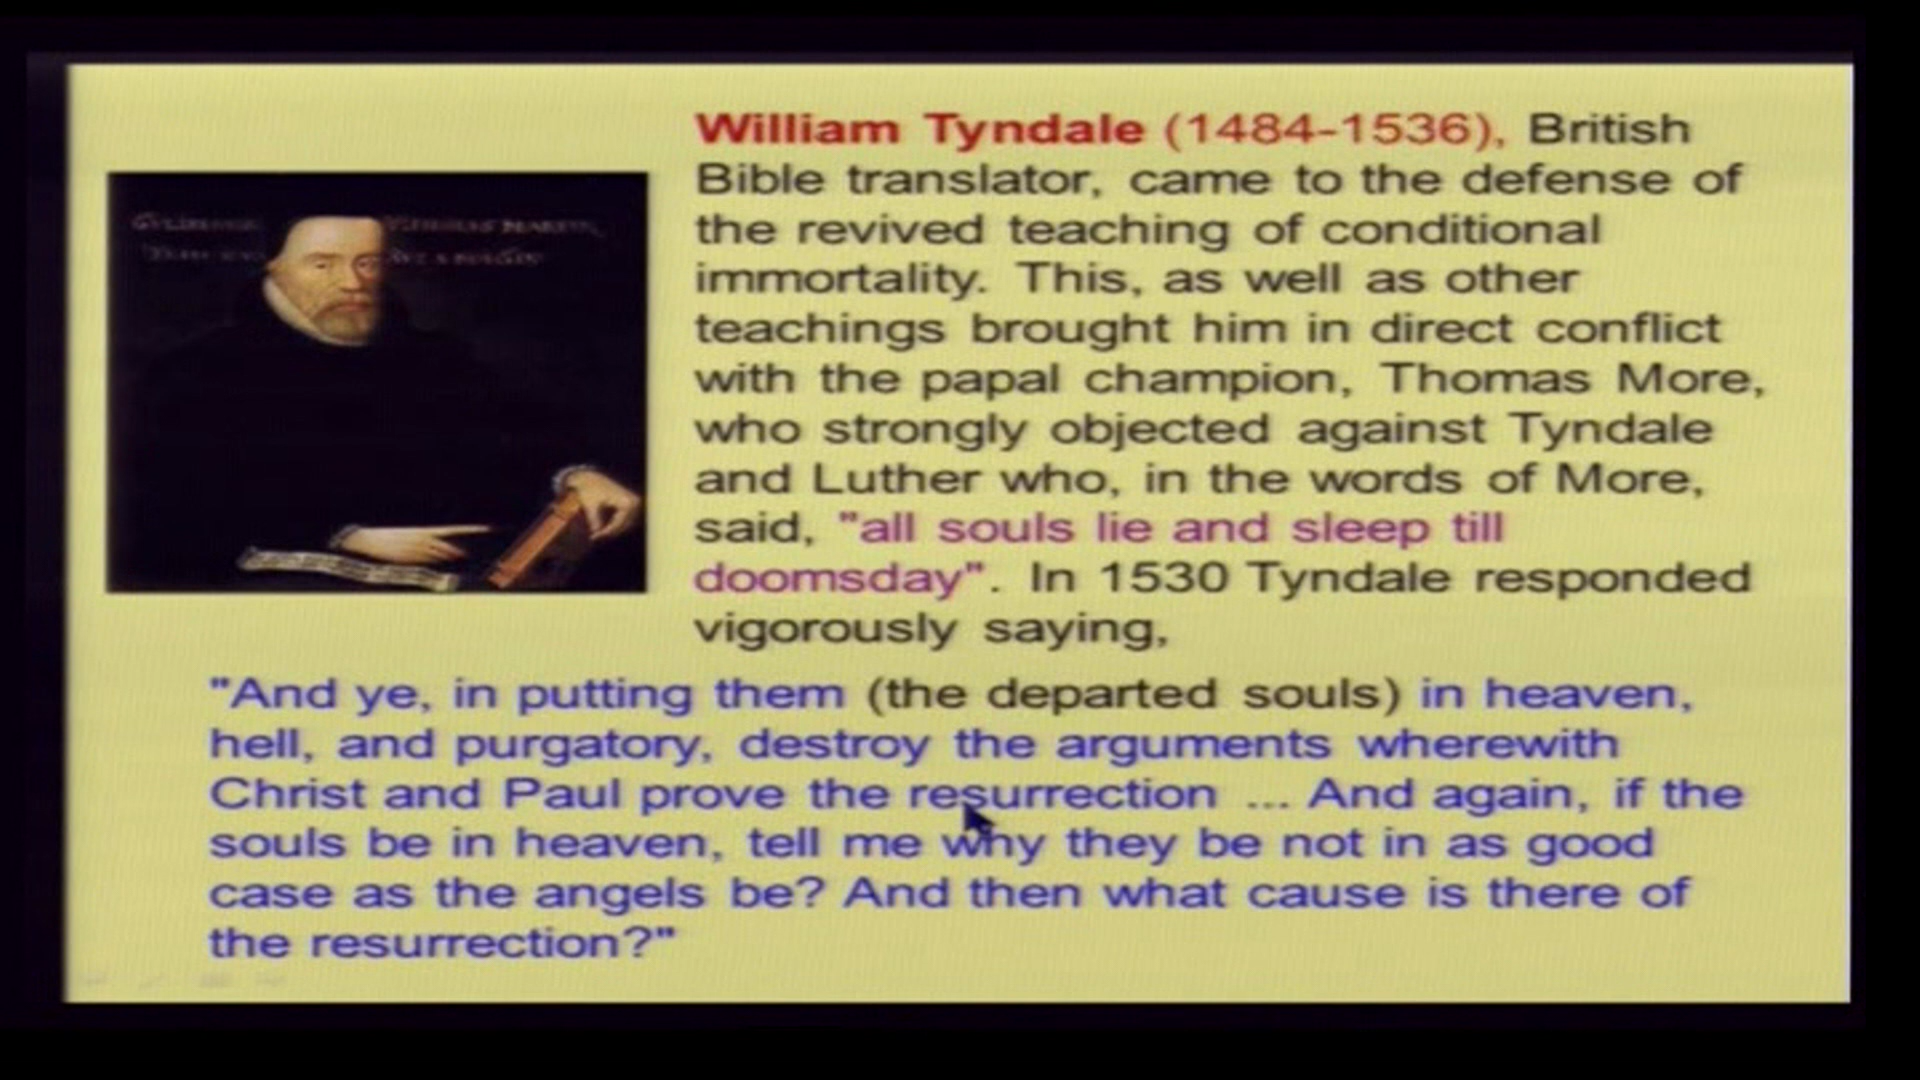 William Tyndale (1484-1536), British
Bible translator, came to the defense of
the revived teaching of conditional
immortality. This, as well as other
teachings brought him in direct conflict
with the papal champion, Thomas More,
who strongly objected against Tyndale
and Luther who, in the words of More,
said, "all souls lie and sleep till
doomsday". In 1530 Tyndale responded
vigorously saying,
"And ye, in putting them (the departed souls) in heaven,
hell, and purgatory, destroy the arguments wherewith
Christ and Paul prove the resurrection ... And again, if the
souls be in heaven, tell me why they be not in as good
case as the angels be? And then what cause is there of
the resurrection?"